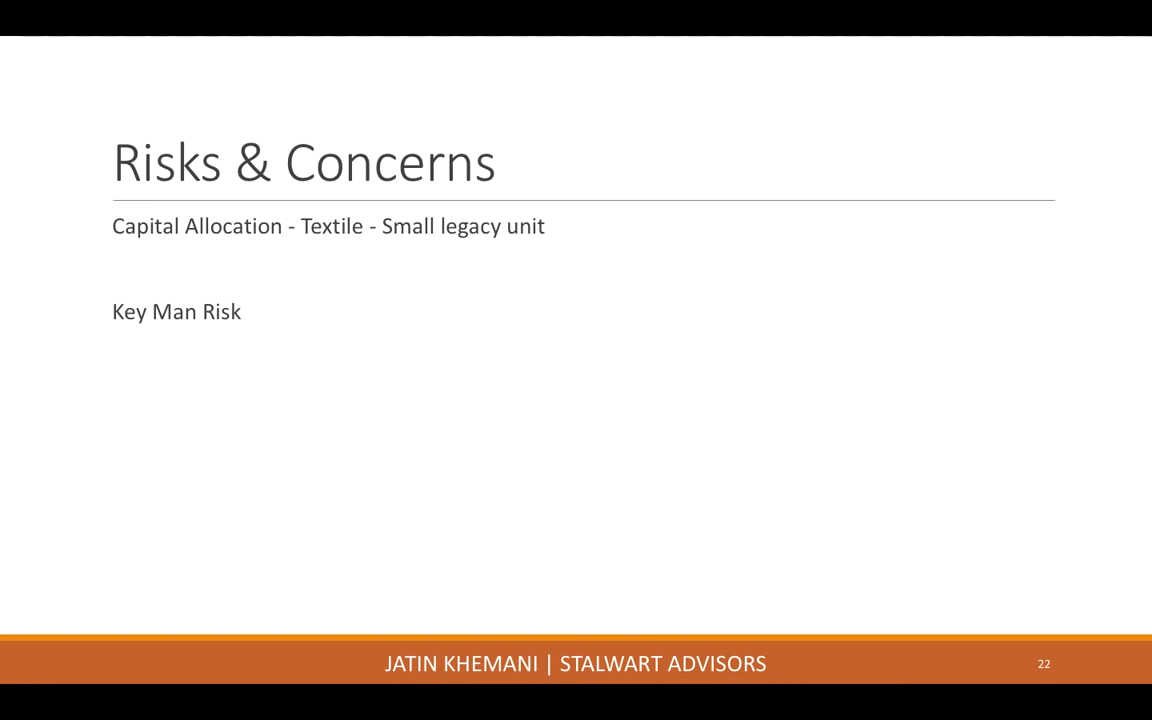 Risks & Concerns
Capital Allocation - Textile - Small legacy unit
Key Man Risk
JATIN KHEMANI | STALWART ADVISORS
22